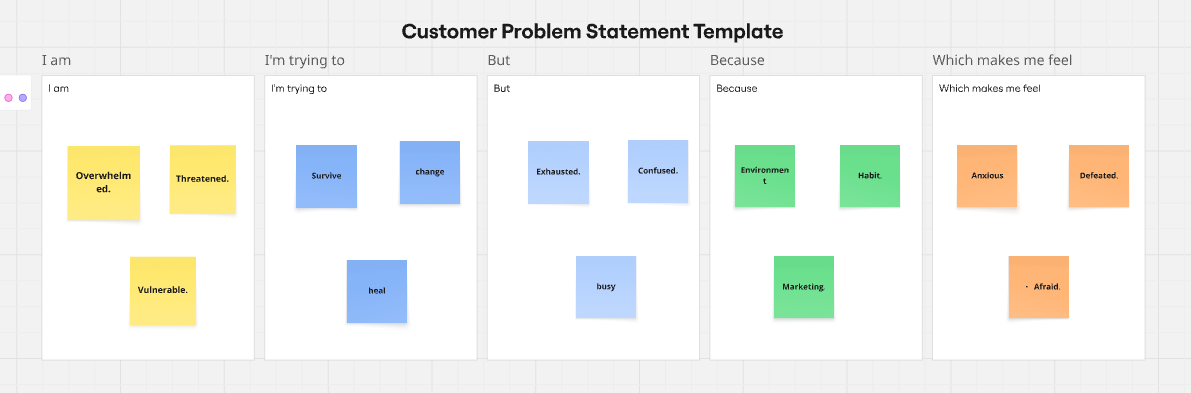 Customer Problem Statement Template
I am
I'm trying to
But
Because
Which makes me feel
I am
Overwhelm
ed.
Threatened.
Vulnerable.
I'm trying to
Survive
change
heal
But
Exhausted.
Confused.
busy
Because
Environmen
t
Habit.
Marketing.
Which makes me feel
Anxious
Defeated.
· Afraid.